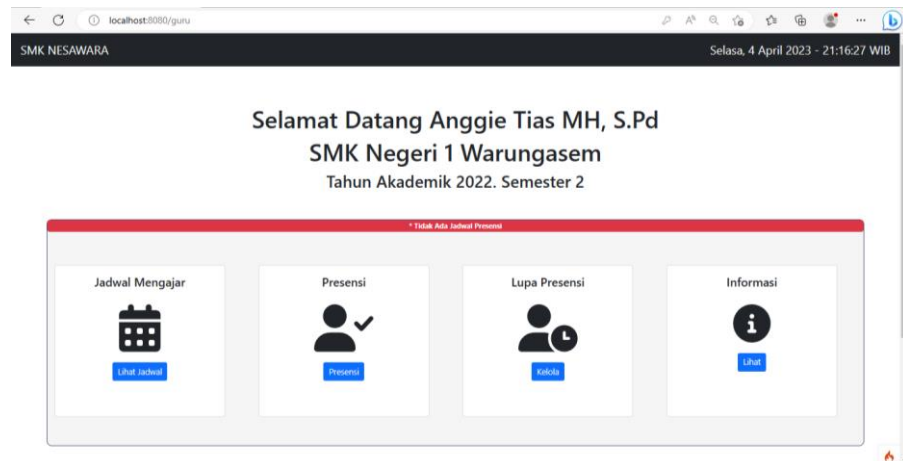 localhost:8080/guru
SMK NESAWARA
Selasa, 4 April 2023 - 21:16:27 WIB
Selamat Datang Anggie Tias MH, S.Pd
SMK Negeri 1 Warungasem
Tahun Akademik 2022. Semester 2
* Tidak Ada Jadwal Presensi
Jadwal Mengajar
Lihat Jadwal
Presensi
Presensi
Lupa Presensi
Kelola
Informasi
Lihat